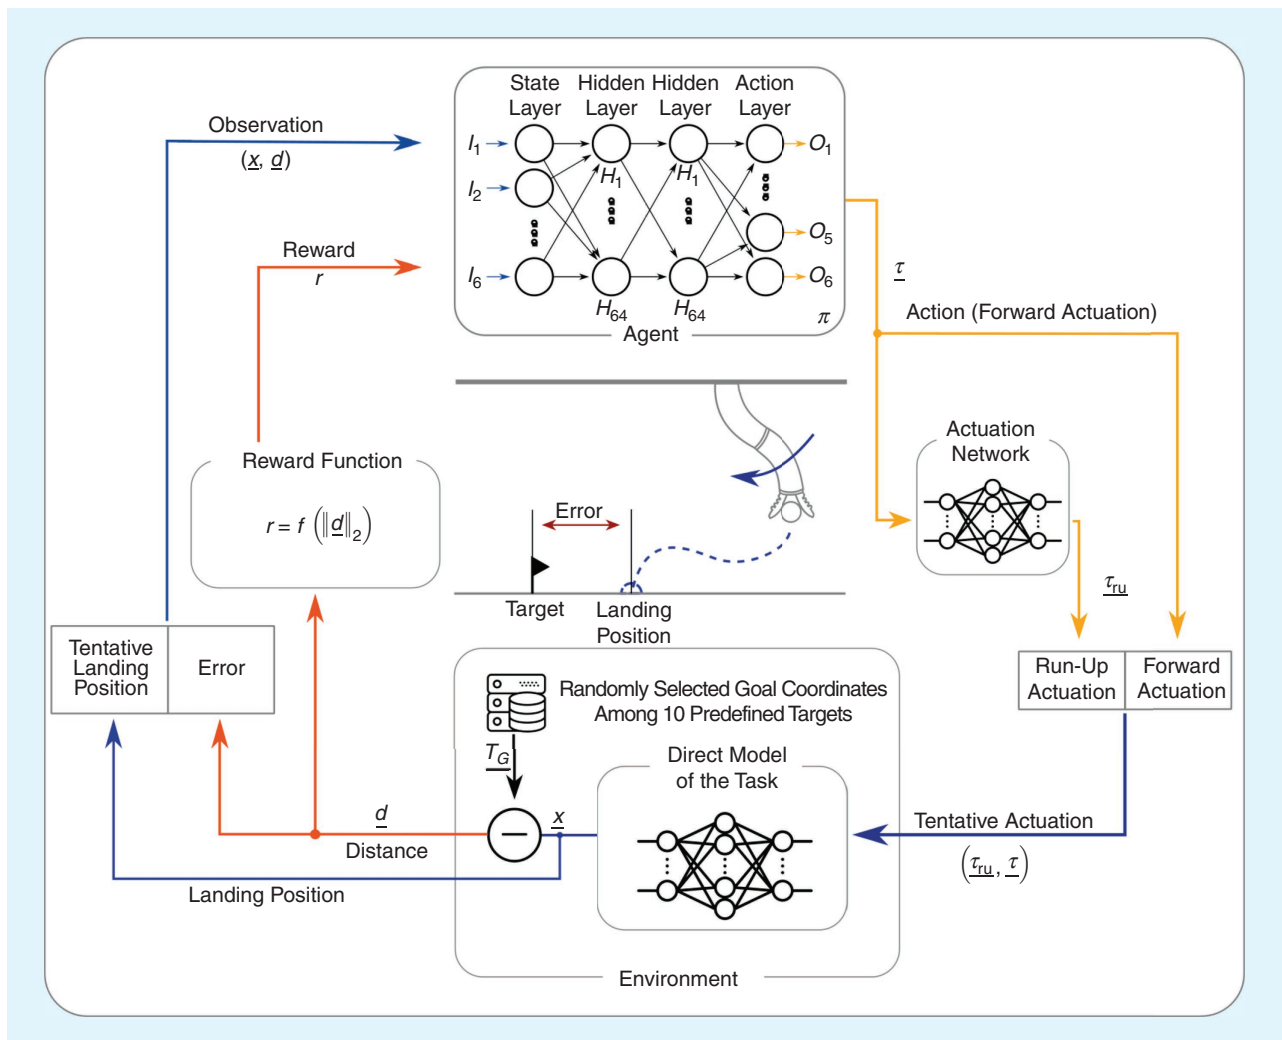 State Hidden Hidden Action
Layer Layer Layer Layer
Observation
(x, d)
I1
I2
I6
H1
H64
H1
H64
O1
O5
O6
π
Agent
Reward
r
τ
Action (Forward Actuation)
Reward Function
r = f (‖d‖2)
Actuation
Network
τru
Error
Target
Landing
Position
Tentative
Landing
Position
Error
Run-Up
Actuation
Forward
Actuation
Randomly Selected Goal Coordinates
Among 10 Predefined Targets
TG
Direct Model
of the Task
−
x
d
Distance
Landing Position
Tentative Actuation
(τru, τ)
Environment